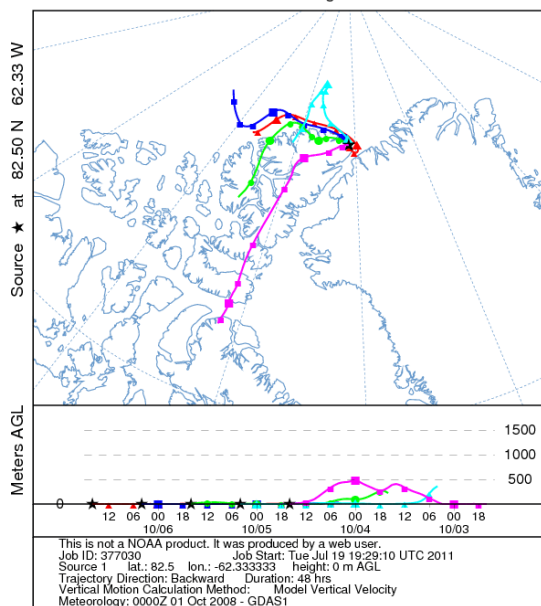 Source ★ at 82.50 N 62.33 W
Meters AGL
1500
1000
500
0
12 06 00 18 12 06 00 18 12 06 00 18 12 06 00 18
10/06 10/05 10/04 10/03
This is not a NOAA product. It was produced by a web user.
Job ID: 377030 Job Start: Tue Jul 19 19:29:10 UTC 2011
Source 1 lat.: 82.5 lon.: -62.333333 height: 0 m AGL
Trajectory Direction: Backward Duration: 48 hrs
Vertical Motion Calculation Method: Model Vertical Velocity
Meteorology: 0000Z 01 Oct 2008 - GDAS1